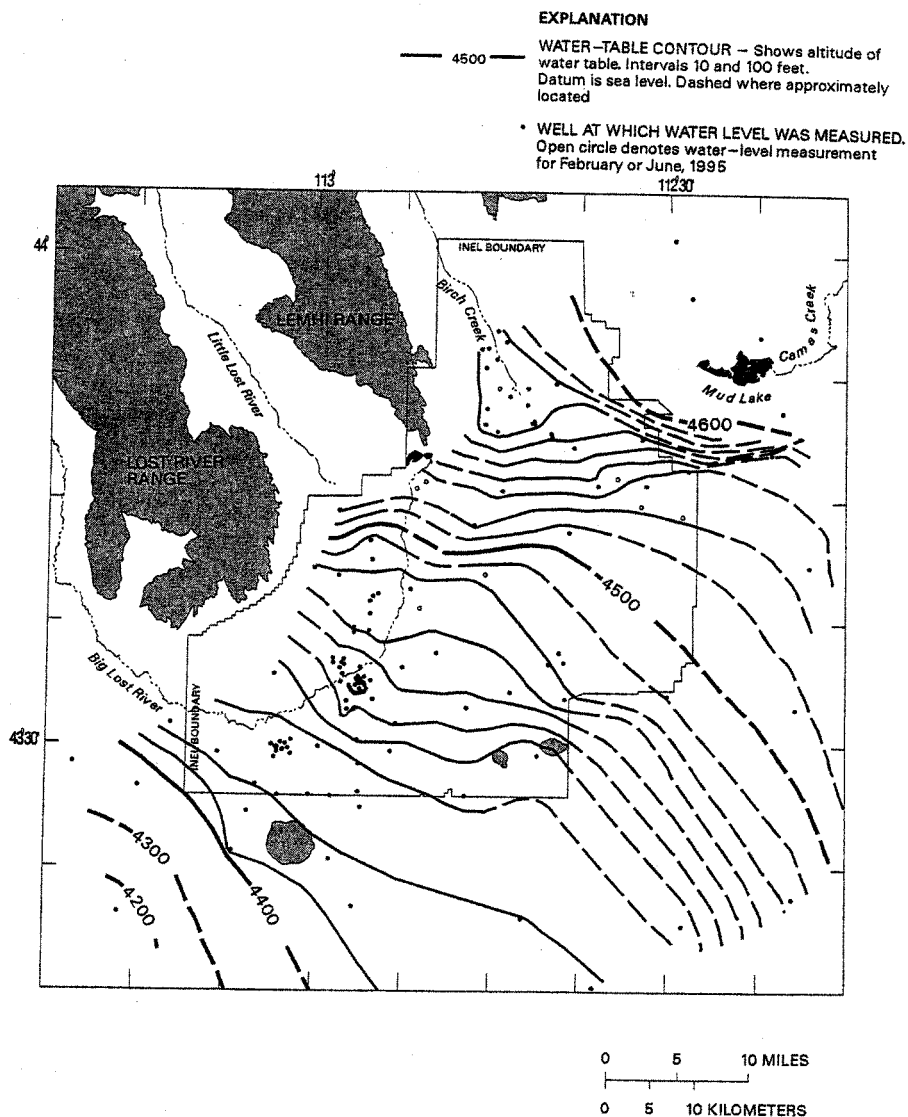 EXPLANATION
4500
WATER–TABLE CONTOUR – Shows altitude of
water table. Intervals 10 and 100 feet.
Datum is sea level. Dashed where approximately
located
WELL AT WHICH WATER LEVEL WAS MEASURED.
Open circle denotes water–level measurement
for February or June, 1995
113°
112°30'
44°
INEL BOUNDARY
Birch Creek
LEMHI RANGE
Little Lost River
Camas Creek
Mud Lake
4600
LOST RIVER
RANGE
4500
Big Lost River
INEL BOUNDARY
43°30'
4300
4400
4200
0 5 10 MILES
0 5 10 KILOMETERS